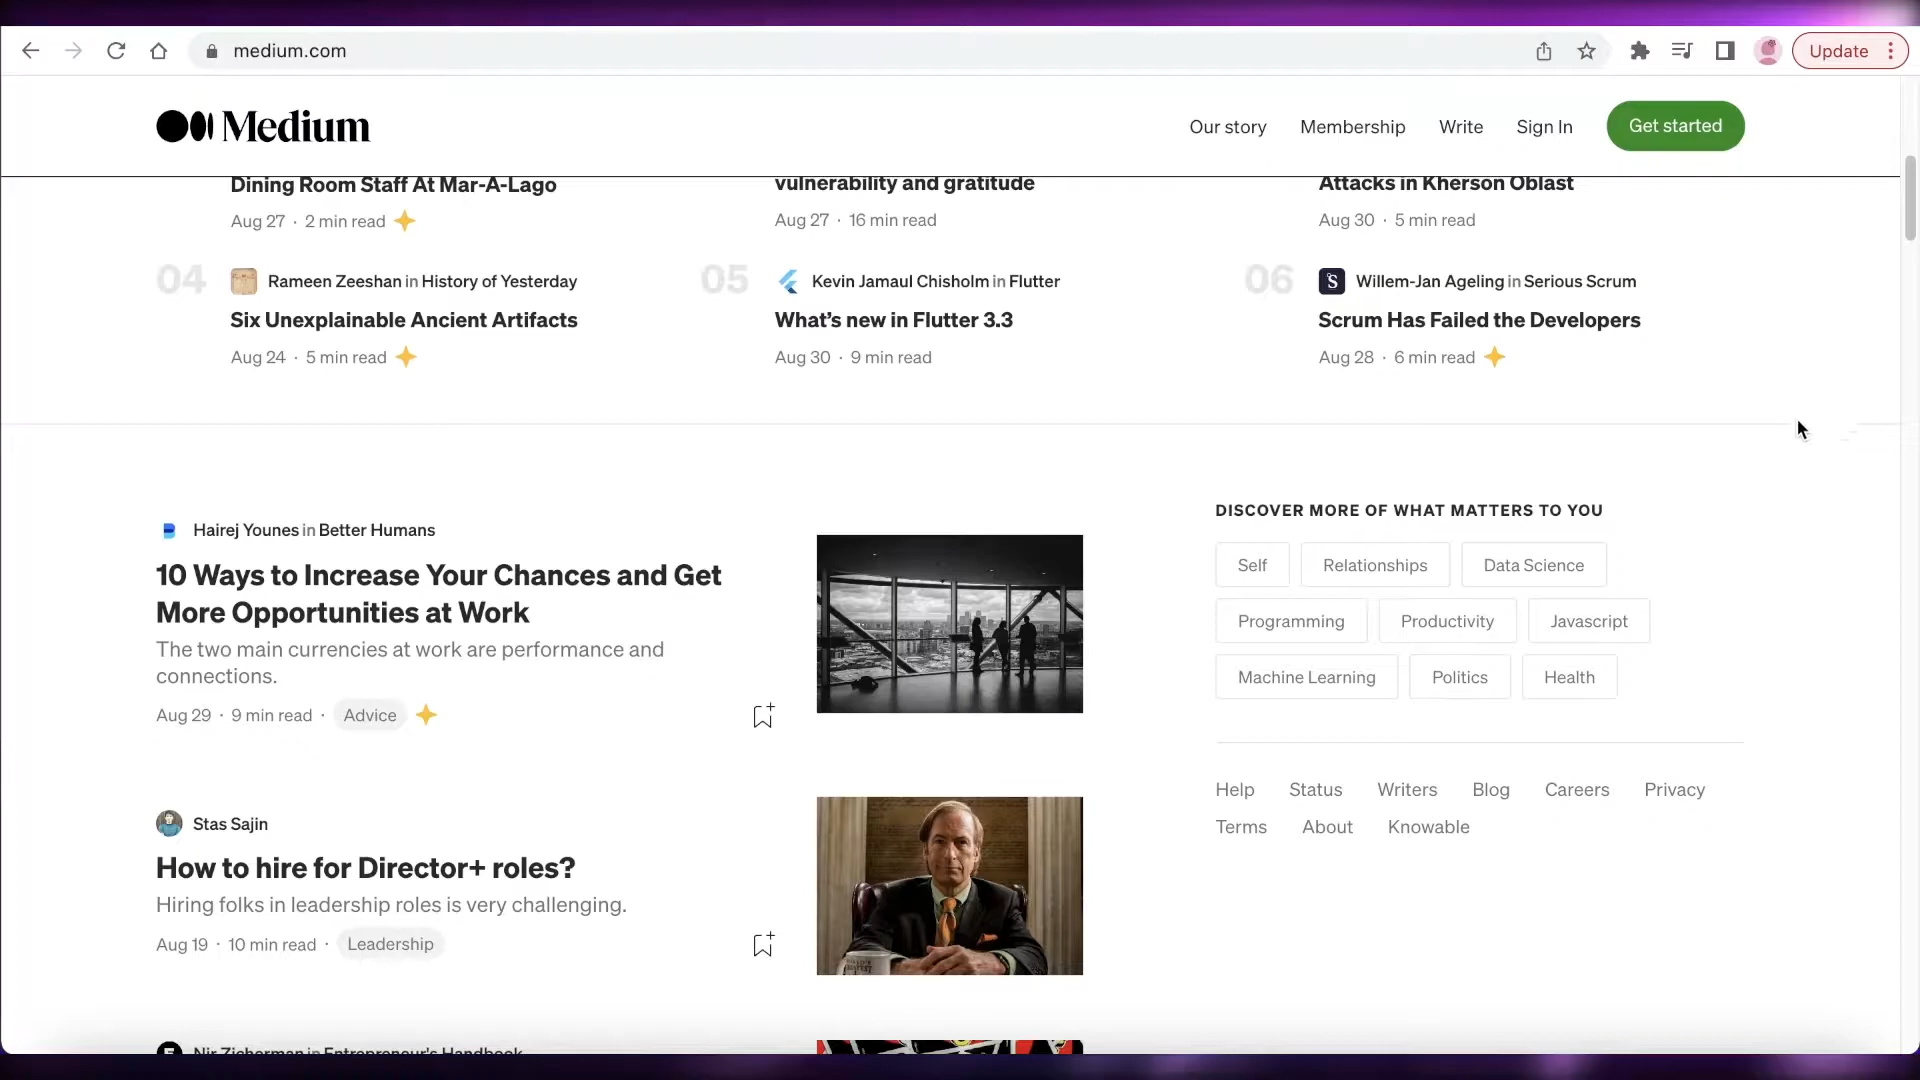 medium.com
Update
Medium
Our story
Membership
Write
Sign In
Get started
Dining Room Staff At Mar-A-Lago
Aug 27 · 2 min read
vulnerability and gratitude
Aug 27 · 16 min read
Attacks in Kherson Oblast
Aug 30 · 5 min read
04
Rameen Zeeshan in History of Yesterday
Six Unexplainable Ancient Artifacts
Aug 24 · 5 min read
05
Kevin Jamaul Chisholm in Flutter
What's new in Flutter 3.3
Aug 30 · 9 min read
06
S
Willem-Jan Ageling in Serious Scrum
Scrum Has Failed the Developers
Aug 28 · 6 min read
Hairej Younes in Better Humans
10 Ways to Increase Your Chances and Get
More Opportunities at Work
The two main currencies at work are performance and
connections.
Aug 29 · 9 min read · Advice
Stas Sajin
How to hire for Director+ roles?
Hiring folks in leadership roles is very challenging.
Aug 19 · 10 min read · Leadership
Nir Zicherman in Entrepreneur's Handbook
DISCOVER MORE OF WHAT MATTERS TO YOU
Self
Relationships
Data Science
Programming
Productivity
Javascript
Machine Learning
Politics
Health
Help
Status
Writers
Blog
Careers
Privacy
Terms
About
Knowable